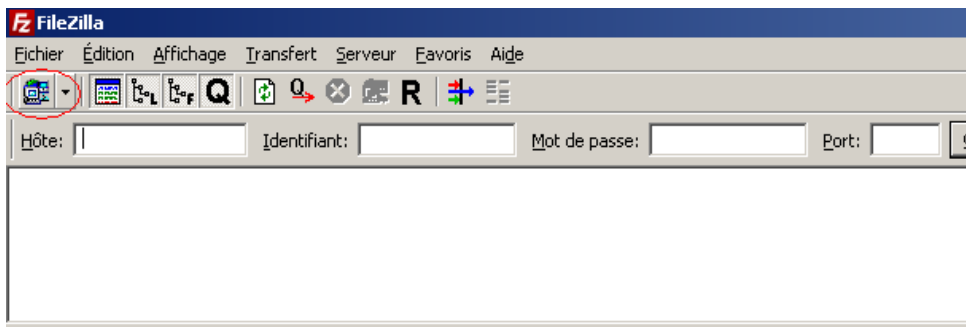 FileZilla
Fichier Édition Affichage Transfert Serveur Favoris Aide
L F Q Q R
Hôte: Identifiant: Mot de passe: Port: